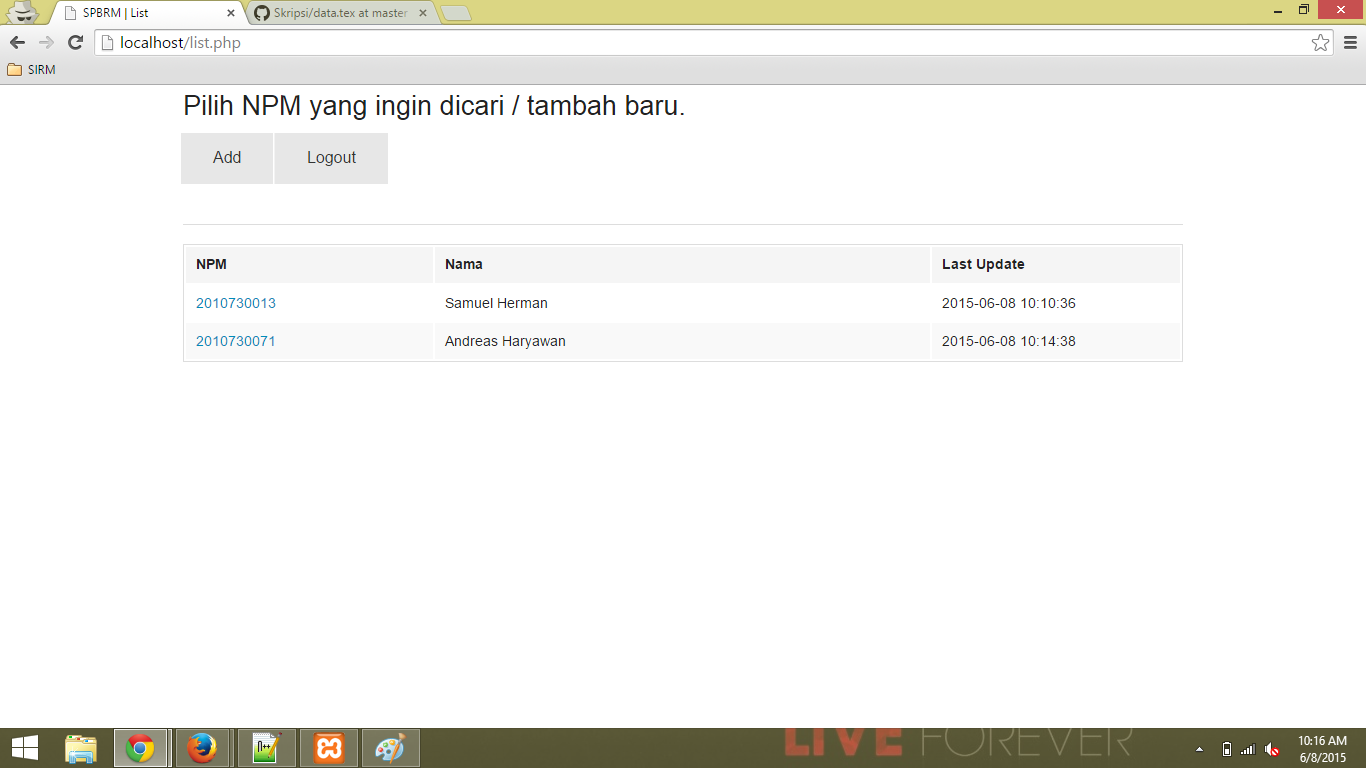 SPBRM | List
Skripsi/data.tex at master
localhost/list.php
SIRM
Pilih NPM yang ingin dicari / tambah baru.
Add Logout
NPM Nama Last Update
2010730013 Samuel Herman 2015-06-08 10:10:36
2010730071 Andreas Haryawan 2015-06-08 10:14:38
LIVE FOREVER
10:16 AM
6/8/2015